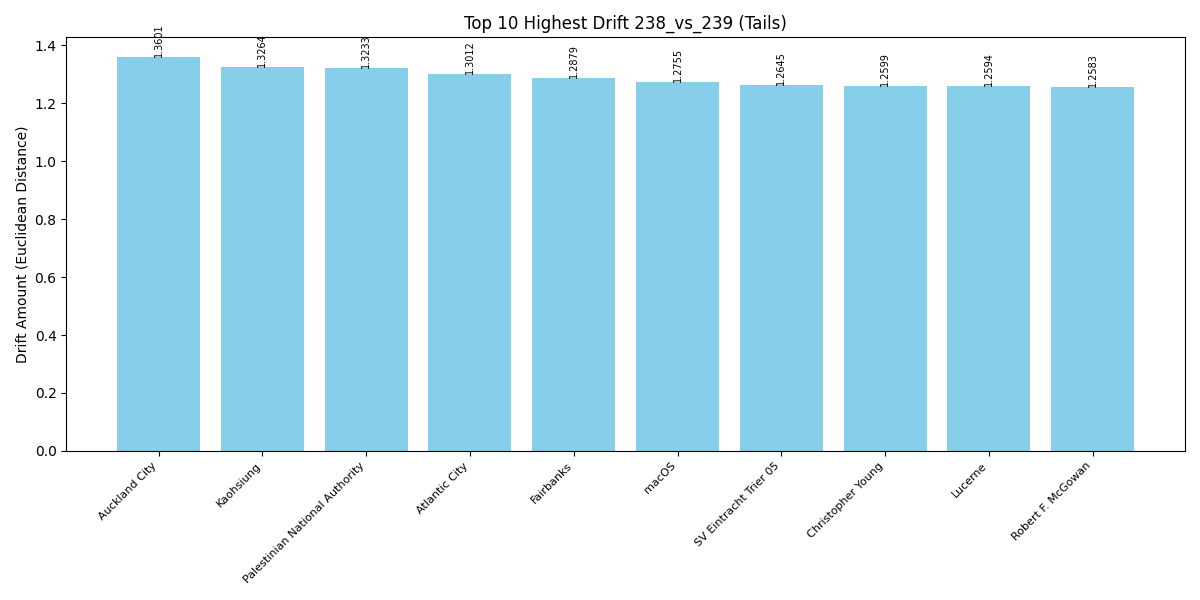 Top 10 Highest Drift 238_vs_239 (Tails)
Drift Amount (Euclidean Distance)
1.4
1.2
1.0
0.8
0.6
0.4
0.2
0.0
1.3601
1.3264
1.3233
1.3012
1.2879
1.2755
1.2645
1.2599
1.2594
1.2583
Auckland City
Kaohsiung
Palestinian National Authority
Atlantic City
Fairbanks
macOS
SV Eintracht Trier 05
Christopher Young
Lucerne
Robert F. McGowan